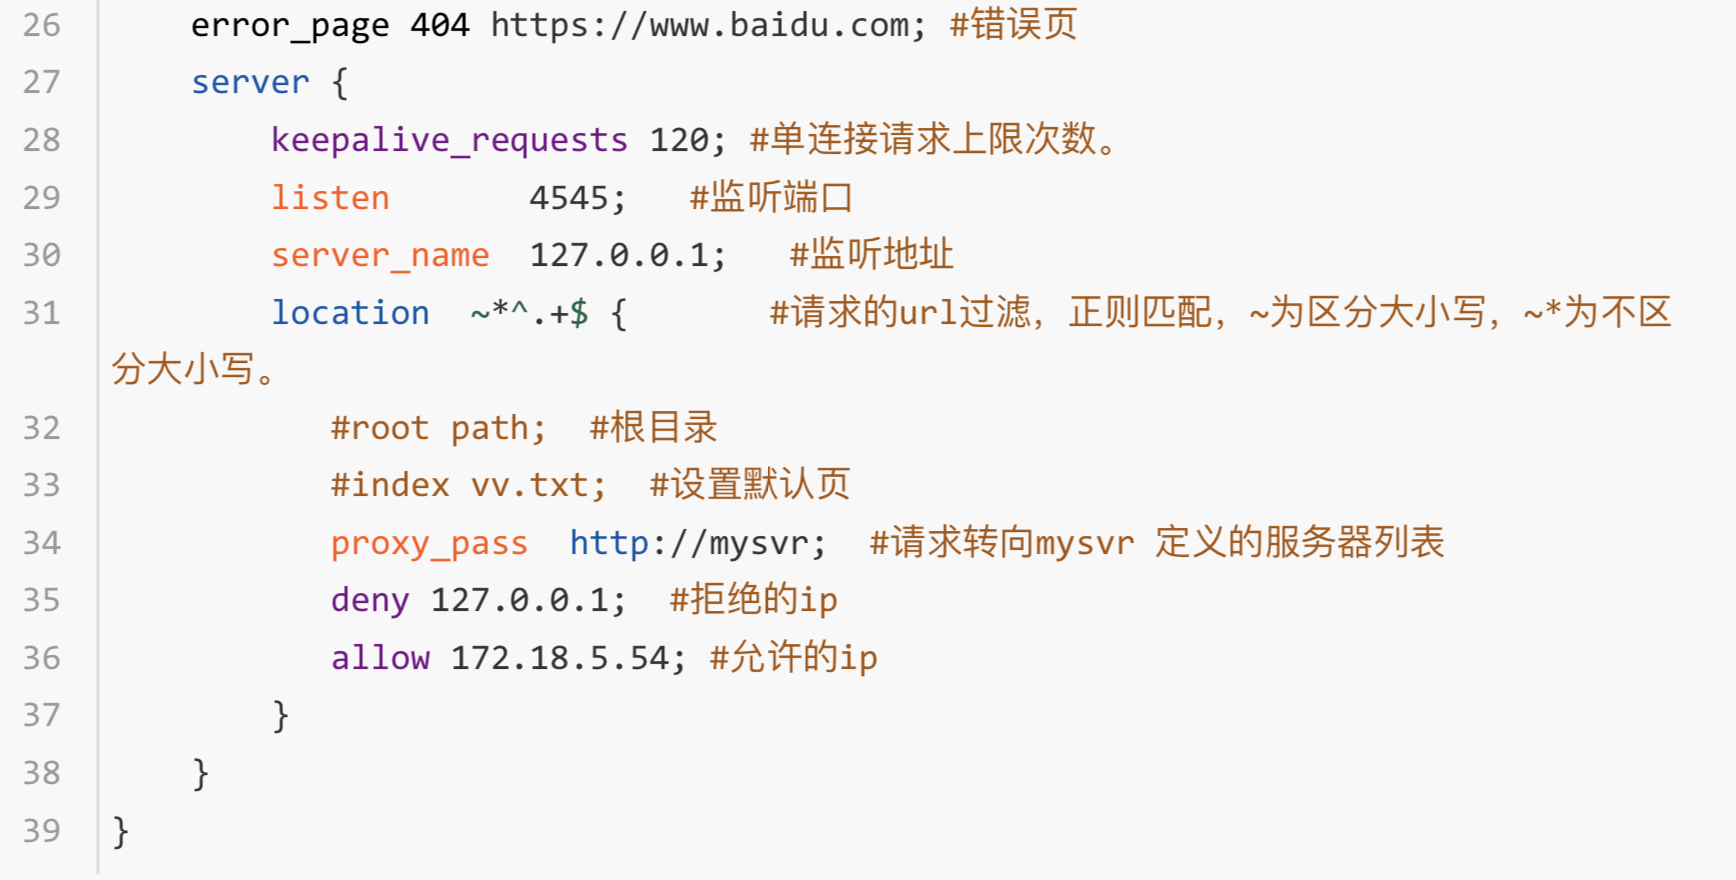 26 error_page 404 https://www.baidu.com; #错误页
27 server {
28 keepalive_requests 120; #单连接请求上限次数。
29 listen       4545;   #监听端口
30 server_name  127.0.0.1;   #监听地址
31 location  ~*^.+$ {       #请求的url过滤，正则匹配，~为区分大小写，~*为不区
分大小写。
32 #root path;  #根目录
33 #index vv.txt;  #设置默认页
34 proxy_pass  http://mysvr;  #请求转向mysvr 定义的服务器列表
35 deny 127.0.0.1;  #拒绝的ip
36 allow 172.18.5.54; #允许的ip
37 }
38 }
39 }